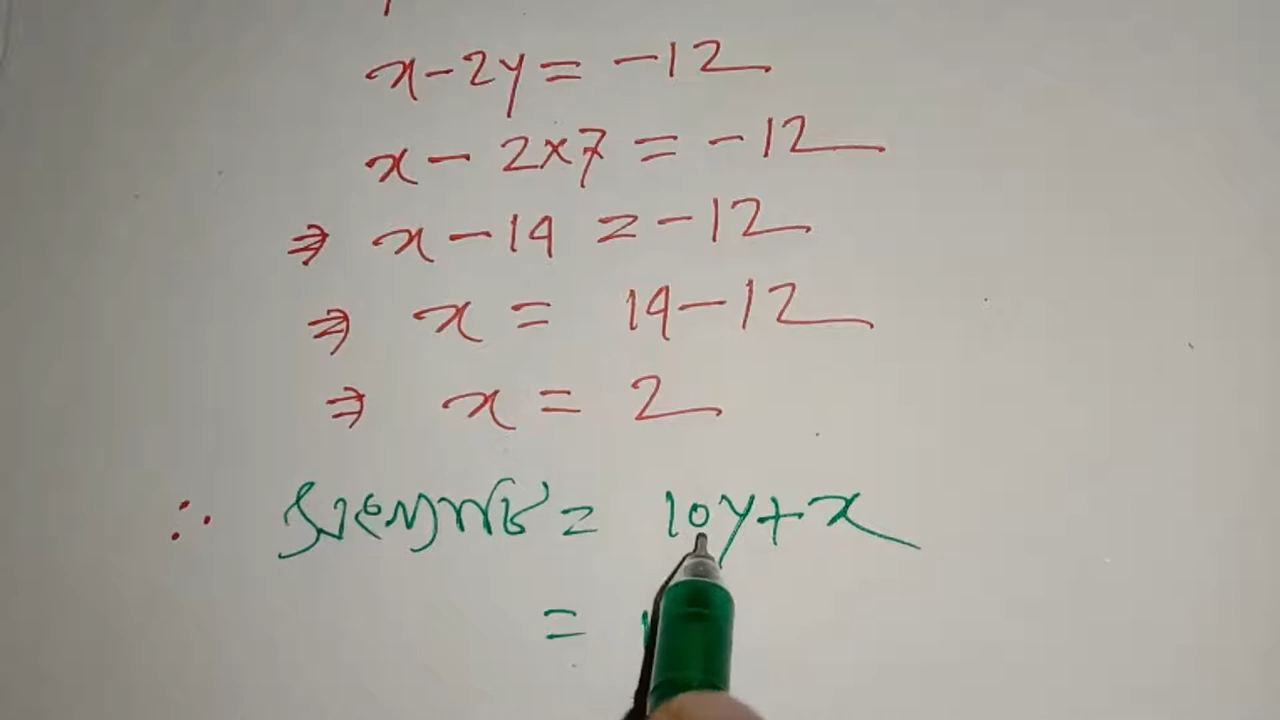 x - 2y = -12
x - 2×7 = -12
⇒ x - 14 = -12
⇒ x = 14 - 12
⇒ x = 2
∴ = 10y + x
=